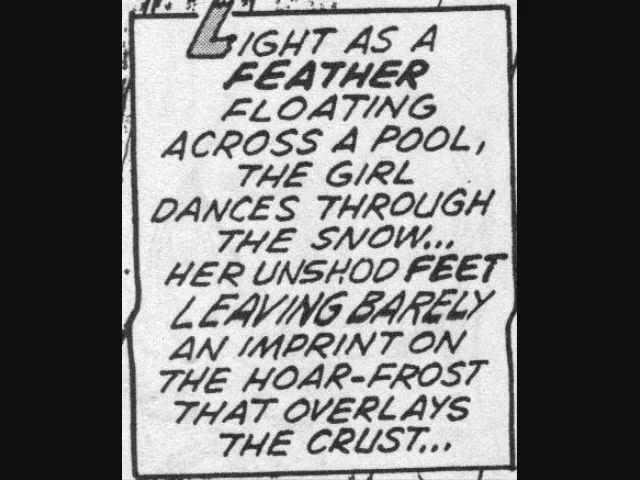 LIGHT AS A
FEATHER
FLOATING
ACROSS A POOL,
THE GIRL
DANCES THROUGH
THE SNOW...
HER UNSHOD FEET
LEAVING BARELY
AN IMPRINT ON
THE HOAR-FROST
THAT OVERLAYS
THE CRUST...